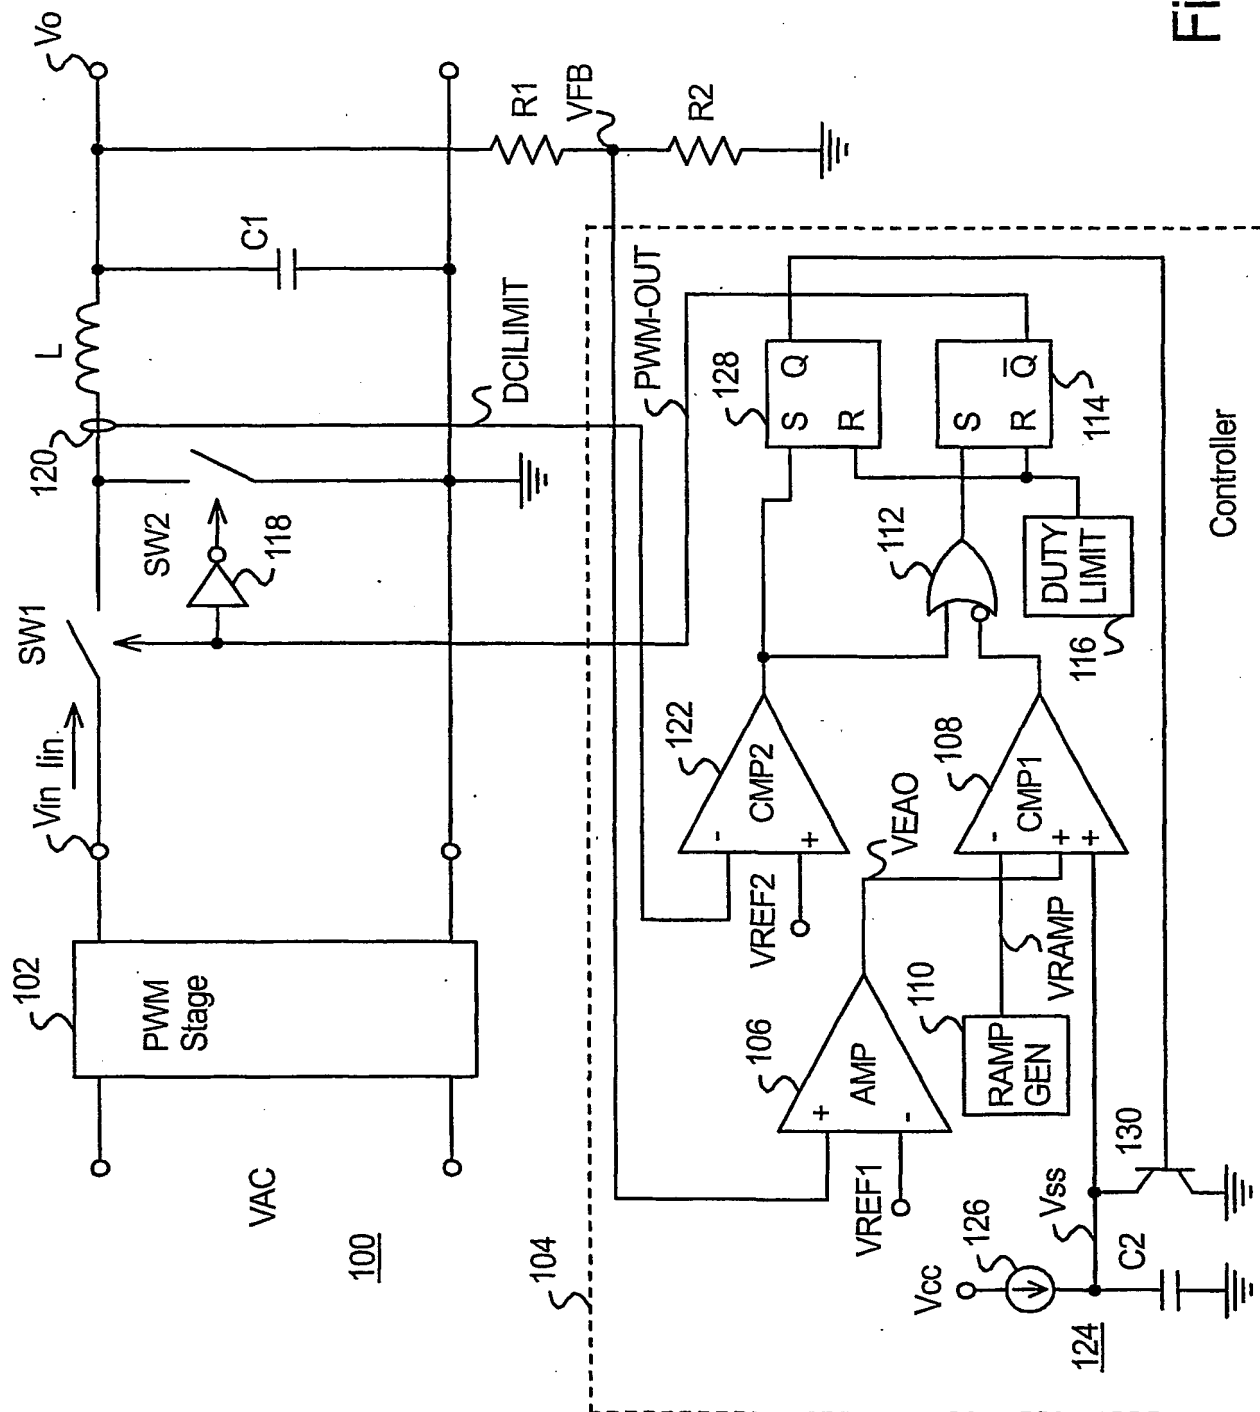 Vo
L
C1
R1
VFB
R2
120
SW1
SW2
118
DCILIMIT
Vin
Iin
102
PWM
Stage
VAC
100
104
PWM-OUT
128
S
Q
R
S
Q̅
R
114
112
DUTY
LIMIT
116
122
CMP2
-
+
VREF2
VEAO
108
CMP1
-
+
+
VRAMP
110
RAMP
GEN
106
AMP
+
-
VREF1
Vcc
126
Vss
130
C2
124
Controller